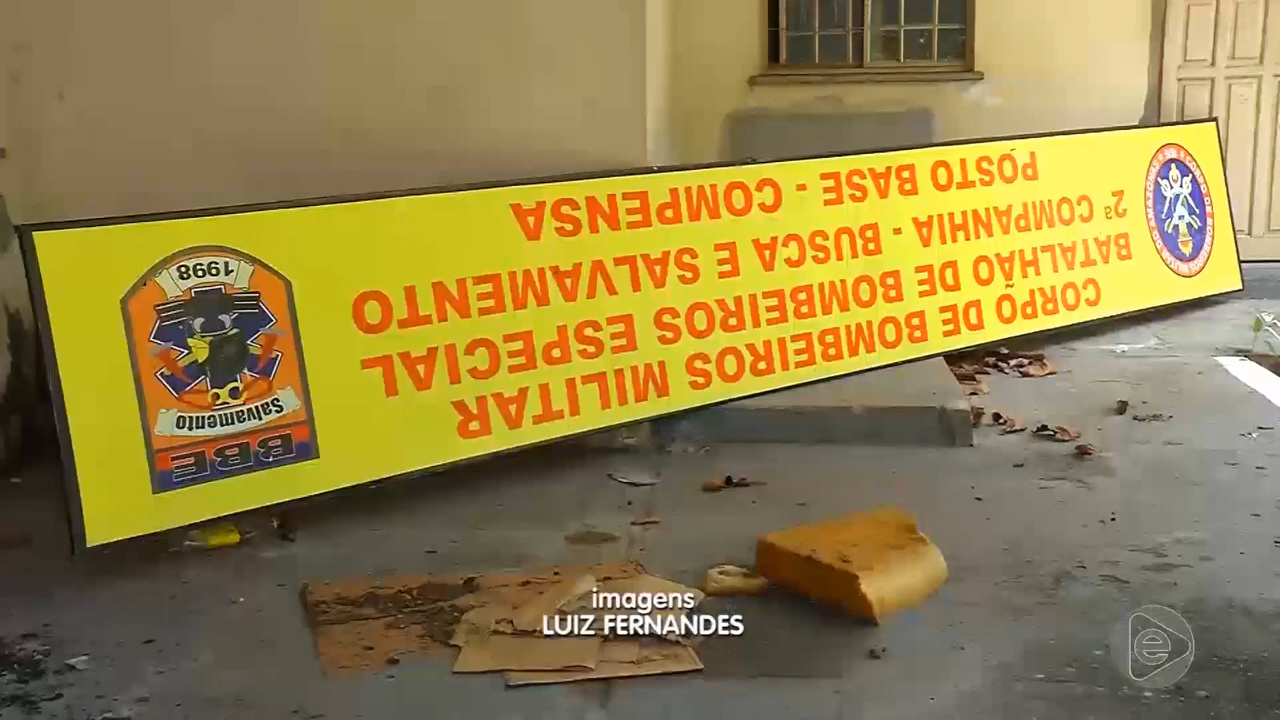 CORPÕ DE BOMBEIROS MILITAR
BATALHÃO DE BOMBEIROS ESPECIAL
2ª COMPANHIA - BUSCA E SALVAMENTO
POSTO BASE - COMPENSA
BBE
Salvamento
1998
imagens
LUIZ FERNANDES
e